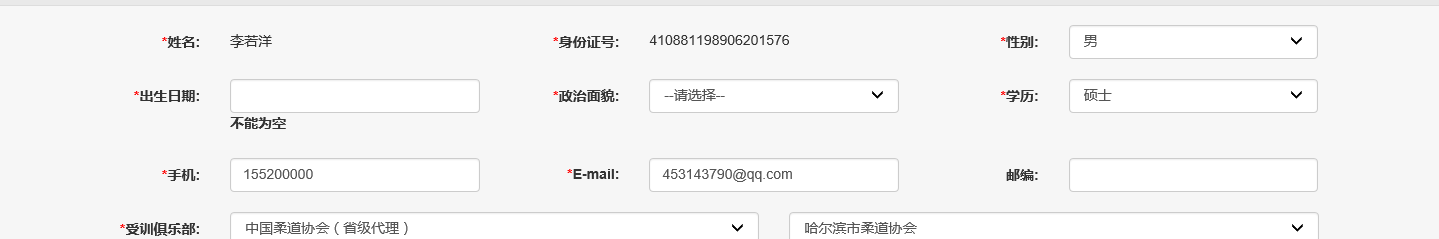 *姓名: 李若洋 *身份证号: 410881198906201576 *性别: 男
*出生日期: *政治面貌: --请选择-- *学历: 硕士
不能为空
*手机: 155200000 *E-mail: 453143790@qq.com 邮编:
*受训俱乐部: 中国柔道协会（省级代理） 哈尔滨市柔道协会